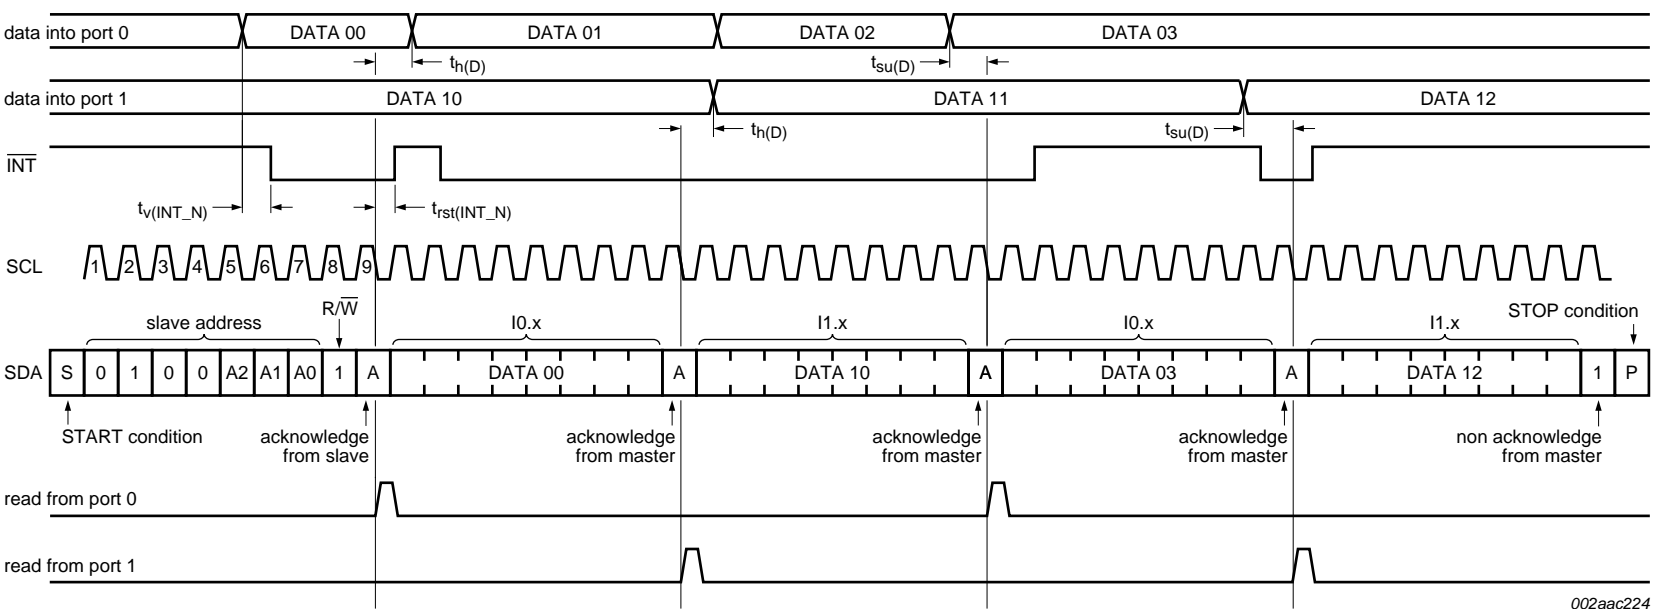 data into port 0 DATA 00 DATA 01 DATA 02 DATA 03
th(D) tsu(D)
data into port 1 DATA 10 DATA 11 DATA 12
th(D) tsu(D)
INT
tv(INT_N) trst(INT_N)
SCL 1 2 3 4 5 6 7 8 9
R/W STOP condition
slave address I0.x I1.x I0.x I1.x
SDA S 0 1 0 0 A2 A1 A0 1 A DATA 00 A DATA 10 A DATA 03 A DATA 12 1 P
START condition acknowledge acknowledge acknowledge acknowledge non acknowledge
from slave from master from master from master from master
read from port 0
read from port 1
002aac224